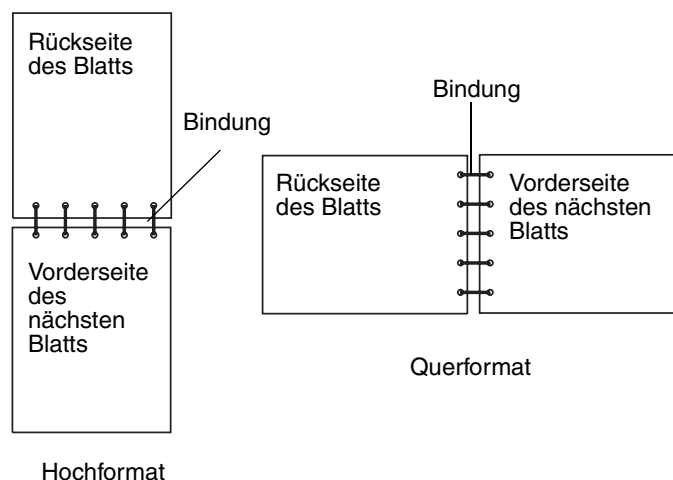 Rückseite
des Blatts
Bindung
Vorderseite
des
nächsten
Blatts
Hochformat
Bindung
Rückseite
des Blatts
Vorderseite
des nächsten
Blatts
Querformat